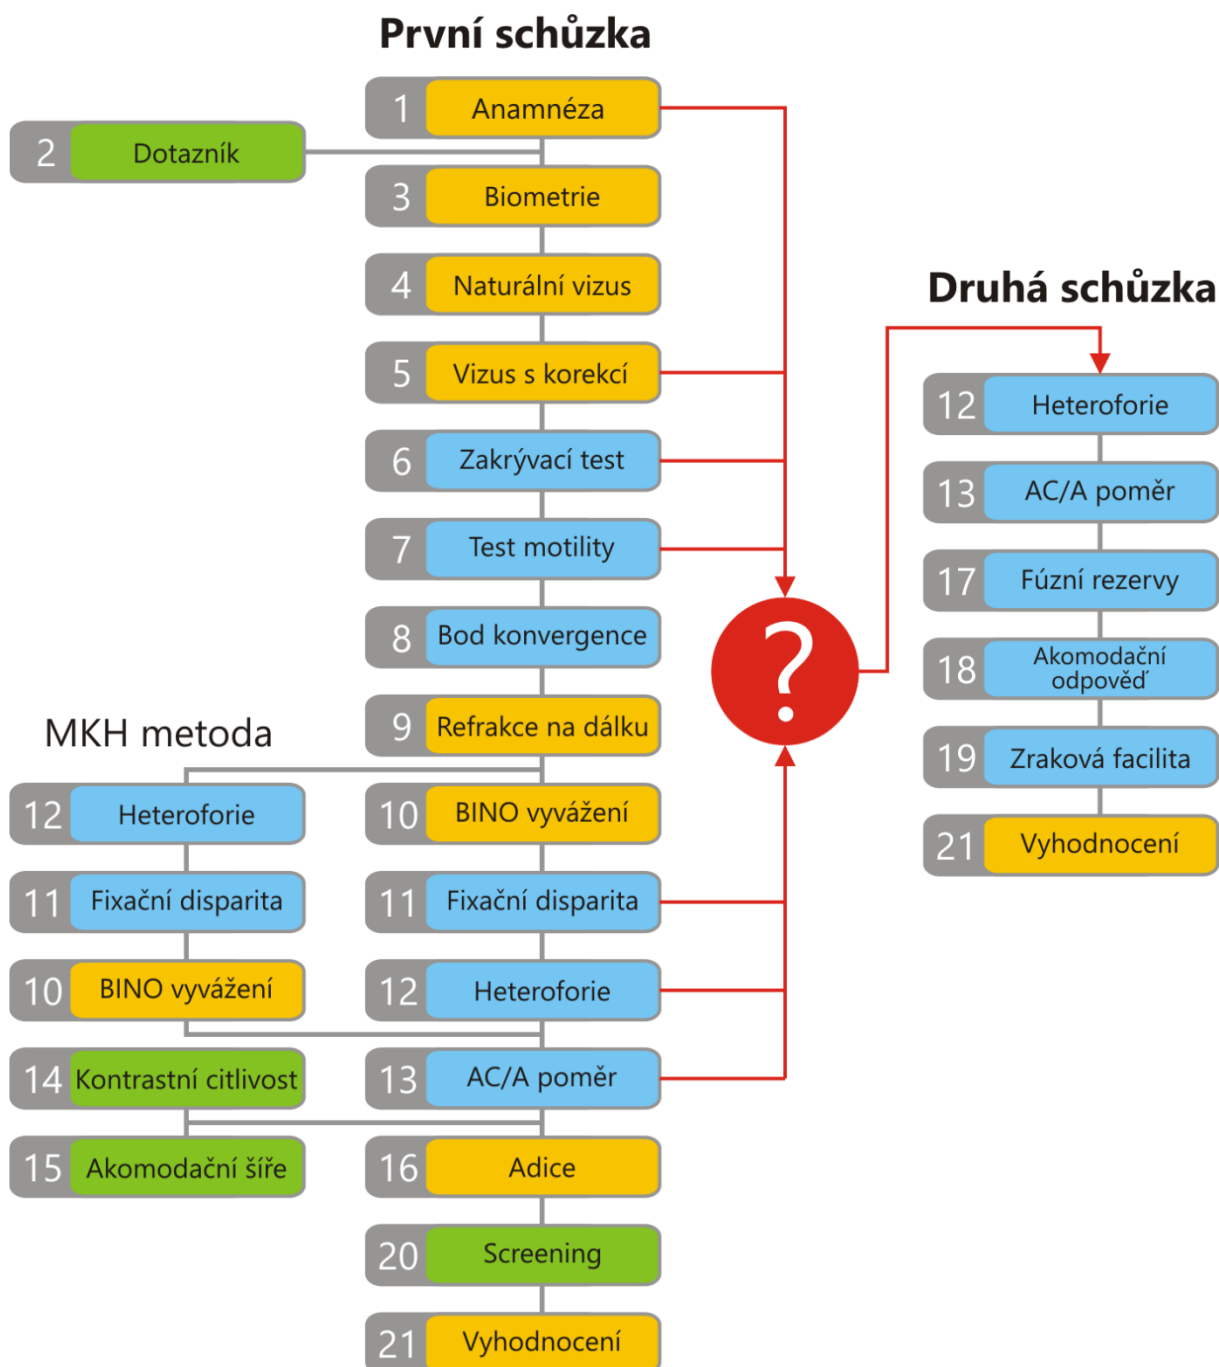 První schůzka
1 Anamnéza
2 Dotazník
3 Biometrie
4 Naturální vizus
5 Vizus s korekcí
6 Zakrývací test
7 Test motility
8 Bod konvergence
9 Refrakce na dálku
MKH metoda
12 Heteroforie
11 Fixační disparita
10 BINO vyvážení
14 Kontrastní citlivost
15 Akomodační šíře
10 BINO vyvážení
11 Fixační disparita
12 Heteroforie
13 AC/A poměr
16 Adice
20 Screening
21 Vyhodnocení
?
Druhá schůzka
12 Heteroforie
13 AC/A poměr
17 Fúzní rezervy
18 Akomodační
odpověď
19 Zraková facilita
21 Vyhodnocení